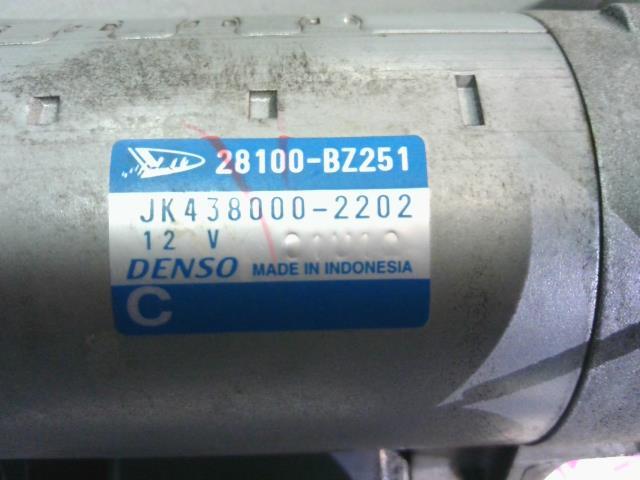 28100-BZ251
JK438000-2202
12 V
DENSO MADE IN INDONESIA
C